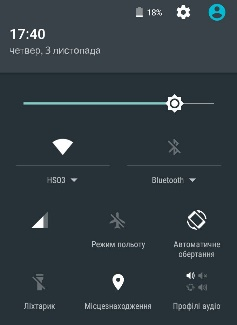 18%
17:40
четвер, 3 листопада
HS03
Bluetooth
Режим польоту
Автоматичне
обертання
Ліхтарик
Місцезнаходження
Профілі аудіо